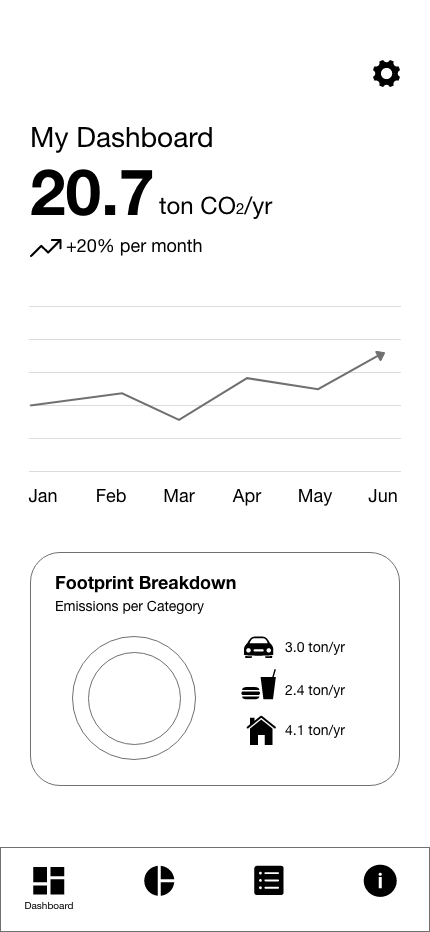 My Dashboard
20.7 ton CO₂/yr
+20% per month
Jan Feb Mar Apr May Jun
Footprint Breakdown
Emissions per Category
3.0 ton/yr
2.4 ton/yr
4.1 ton/yr
Dashboard